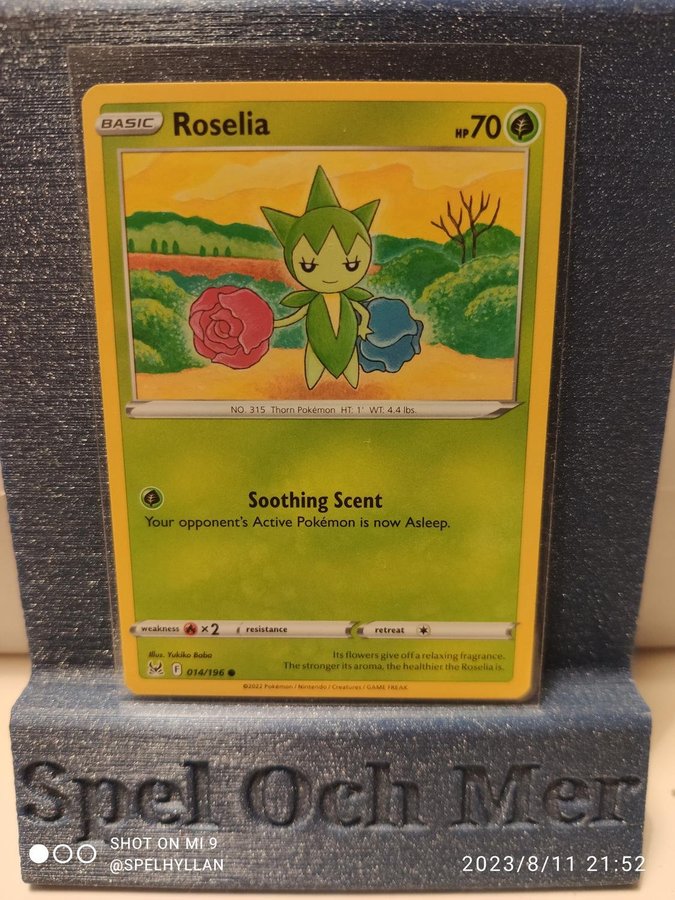 BASIC Roselia HP 70
NO. 315 Thorn Pokémon HT: 1' WT: 4.4 lbs.
Soothing Scent
Your opponent's Active Pokémon is now Asleep.
weakness ×2 resistance retreat
Illus. Yukiko Baba
Its flowers give off a relaxing fragrance.
The stronger its aroma, the healthier the Roselia is.
F 014/196
©2022 Pokémon / Nintendo / Creatures / GAME FREAK
Spel Och Mer
SHOT ON MI 9
@SPELHYLLAN
2023/8/11 21:52